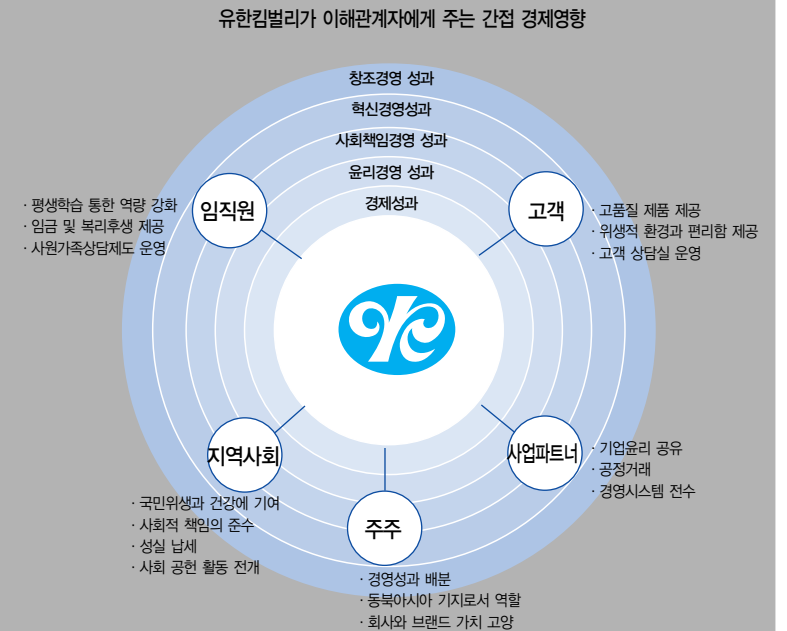 유한킴벌리가 이해관계자에게 주는 간접 경제영향
창조경영 성과
혁신경영성과
사회책임경영 성과
윤리경영 성과
경제성과
임직원
· 평생학습 통한 역량 강화
· 임금 및 복리후생 제공
· 사원가족상담제도 운영
고객
· 고품질 제품 제공
· 위생적 환경과 편리함 제공
· 고객 상담실 운영
지역사회
· 국민위생과 건강에 기여
· 사회적 책임의 준수
· 성실 납세
· 사회 공헌 활동 전개
주주
· 경영성과 배분
· 동북아시아 기지로서 역할
· 회사와 브랜드 가치 고양
사업파트너
· 기업윤리 공유
· 공정거래
· 경영시스템 전수